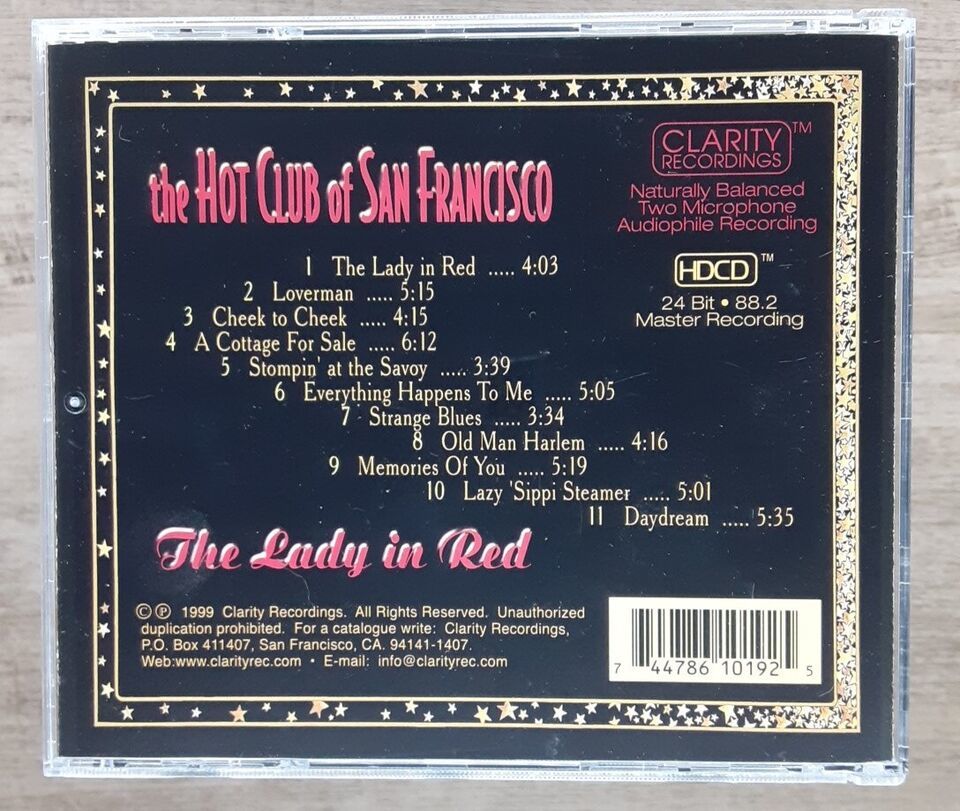 the HOT CLUB of SAN FRANCISCO
CLARITY™
RECORDINGS
Naturally Balanced
Two Microphone
Audiophile Recording
HDCD™
24 Bit • 88.2
Master Recording
1 The Lady in Red ..... 4:03
2 Loverman ..... 5:15
3 Cheek to Cheek ..... 4:15
4 A Cottage For Sale ..... 6:12
5 Stompin' at the Savoy ..... 3:39
6 Everything Happens To Me ..... 5:05
7 Strange Blues ..... 3:34
8 Old Man Harlem ..... 4:16
9 Memories Of You ..... 5:19
10 Lazy 'Sippi Steamer ..... 5:01
11 Daydream ..... 5:35
The Lady in Red
© ℗ 1999 Clarity Recordings. All Rights Reserved. Unauthorized
duplication prohibited. For a catalogue write: Clarity Recordings,
P.O. Box 411407, San Francisco, CA. 94141-1407.
Web:www.clarityrec.com • E-mail: info@clarityrec.com
7 44786 10192 5